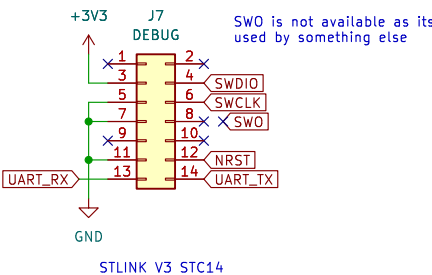 +3V3
J7
DEBUG
SWO is not available as its
used by something else
1 2
3 4 SWDIO
5 6 SWCLK
7 8 SWO
9 10
11 12 NRST
UART_RX 13 14 UART_TX
GND
STLINK V3 STC14